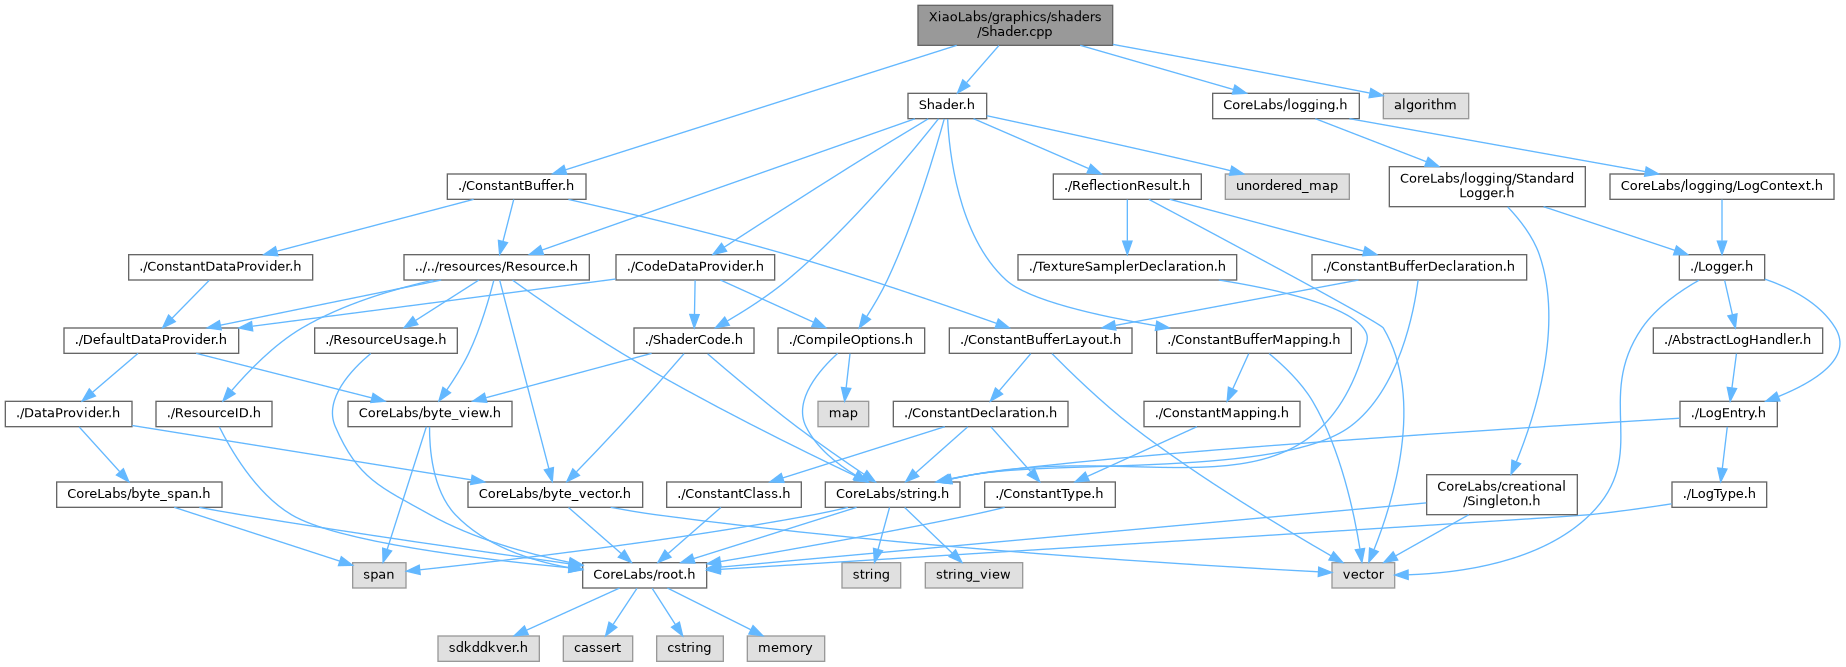 XiaoLabs/graphics/shaders
/Shader.cpp
Shader.h
CoreLabs/logging.h
algorithm
./ConstantBuffer.h
./ReflectionResult.h
unordered_map
CoreLabs/logging/Standard
Logger.h
CoreLabs/logging/LogContext.h
./ConstantDataProvider.h
../../resources/Resource.h
./CodeDataProvider.h
./TextureSamplerDeclaration.h
./ConstantBufferDeclaration.h
./Logger.h
./DefaultDataProvider.h
./ResourceUsage.h
./ShaderCode.h
./CompileOptions.h
./ConstantBufferLayout.h
./ConstantBufferMapping.h
./AbstractLogHandler.h
./DataProvider.h
./ResourceID.h
CoreLabs/byte_view.h
map
./ConstantDeclaration.h
./ConstantMapping.h
./LogEntry.h
CoreLabs/byte_span.h
CoreLabs/byte_vector.h
./ConstantClass.h
CoreLabs/string.h
./ConstantType.h
CoreLabs/creational
/Singleton.h
./LogType.h
span
CoreLabs/root.h
string
string_view
vector
sdkddkver.h
cassert
cstring
memory